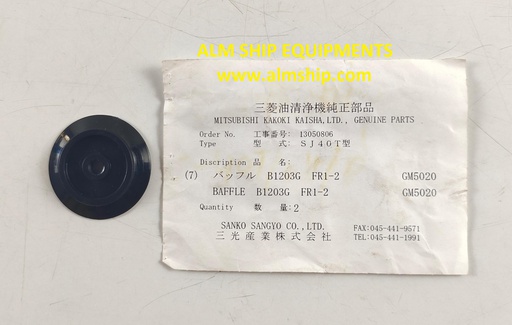 ALM SHIP EQUIPMENTS
www.almship.com
三菱油清浄機純正部品
MITSUBISHI KAKOKI KAISHA,LTD., GENUINE PARTS
Order No. 工事番号: I3050806
Type 型 式: SJ40T型
Discription 品 名:
(7) バッフル B1203G FR1-2 GM5020
BAFFLE B1203G FR1-2 GM5020
Quantity 数 量:2
SANKO SANGYO CO.,LTD. FAX:045-441-9571
三光産業株式会社 TEL:045-441-1991